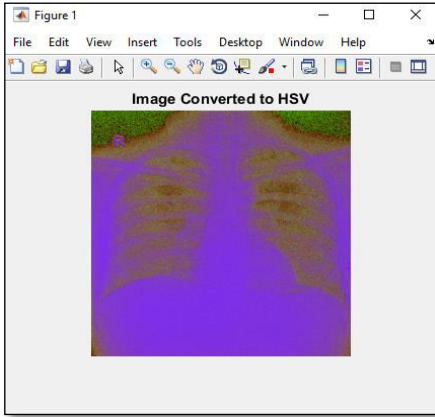 Figure 1
File Edit View Insert Tools Desktop Window Help
Image Converted to HSV
R